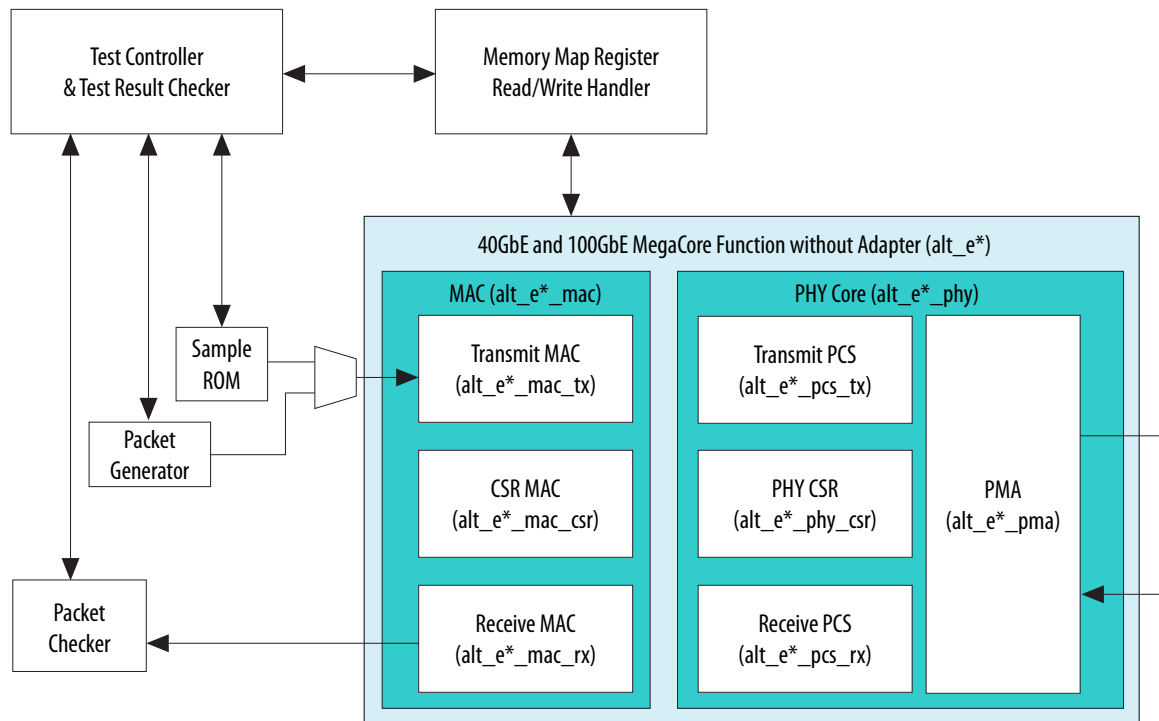 Test Controller
& Test Result Checker
Memory Map Register
Read/Write Handler
40GbE and 100GbE MegaCore Function without Adapter (alt_e*)
MAC (alt_e*_mac)
PHY Core (alt_e*_phy)
Sample
ROM
Transmit MAC
(alt_e*_mac_tx)
Transmit PCS
(alt_e*_pcs_tx)
Packet
Generator
CSR MAC
(alt_e*_mac_csr)
PHY CSR
(alt_e*_phy_csr)
PMA
(alt_e*_pma)
Packet
Checker
Receive MAC
(alt_e*_mac_rx)
Receive PCS
(alt_e*_pcs_rx)